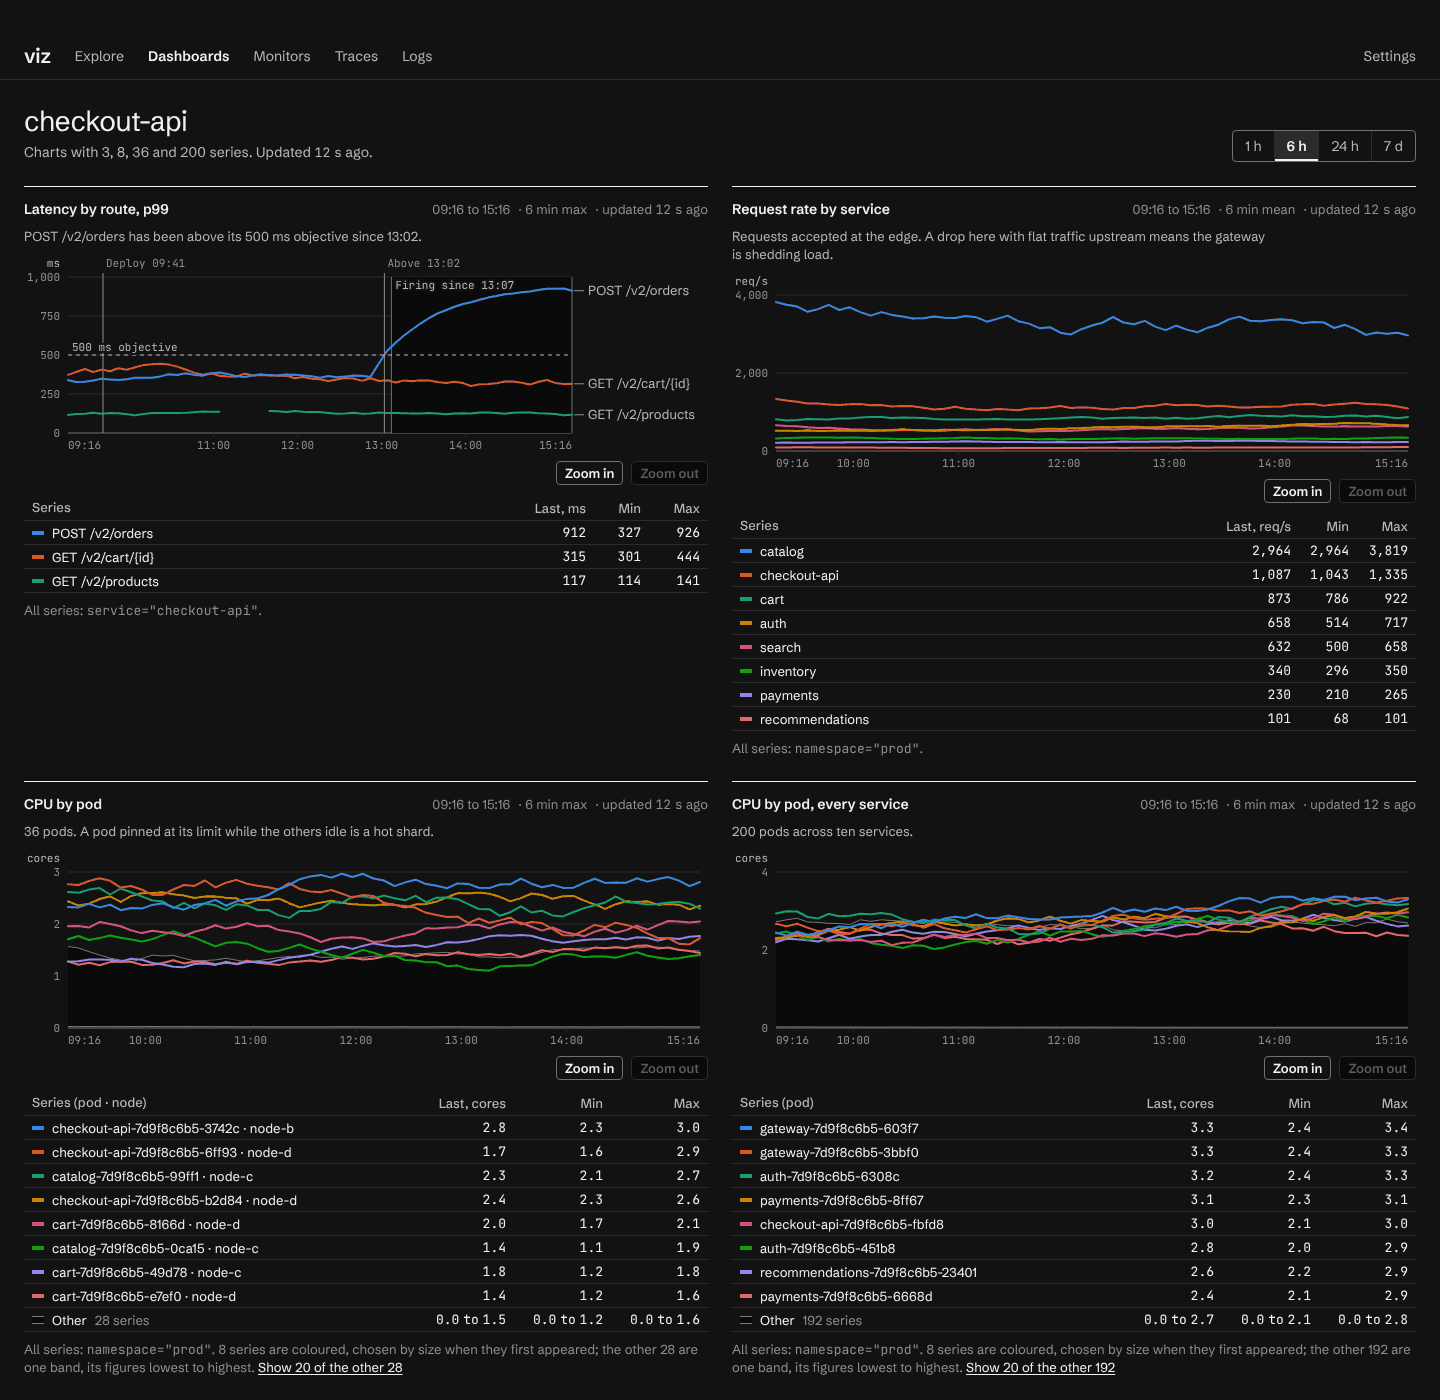 viz Explore Dashboards Monitors Traces Logs Settings
checkout-api
Charts with 3, 8, 36 and 200 series. Updated 12 s ago.
1 h 6 h 24 h 7 d
Latency by route, p99 09:16 to 15:16 · 6 min max · updated 12 s ago
POST /v2/orders has been above its 500 ms objective since 13:02.
ms Deploy 09:41 Above 13:02
1,000
Firing since 13:07
POST /v2/orders
750
500 ms objective
500
250
GET /v2/cart/{id}
GET /v2/products
0
09:16 11:00 12:00 13:00 14:00 15:16
Zoom in Zoom out
Series Last, ms Min Max
POST /v2/orders 912 327 926
GET /v2/cart/{id} 315 301 444
GET /v2/products 117 114 141
All series: service="checkout-api".
Request rate by service 09:16 to 15:16 · 6 min mean · updated 12 s ago
Requests accepted at the edge. A drop here with flat traffic upstream means the gateway
is shedding load.
req/s
4,000
2,000
0
09:16 10:00 11:00 12:00 13:00 14:00 15:16
Zoom in Zoom out
Series Last, req/s Min Max
catalog 2,964 2,964 3,819
checkout-api 1,087 1,043 1,335
cart 873 786 922
auth 658 514 717
search 632 500 658
inventory 340 296 350
payments 230 210 265
recommendations 101 68 101
All series: namespace="prod".
CPU by pod 09:16 to 15:16 · 6 min max · updated 12 s ago
36 pods. A pod pinned at its limit while the others idle is a hot shard.
cores
3
2
1
0
09:16 10:00 11:00 12:00 13:00 14:00 15:16
Zoom in Zoom out
Series (pod · node) Last, cores Min Max
checkout-api-7d9f8c6b5-3742c · node-b 2.8 2.3 3.0
checkout-api-7d9f8c6b5-6ff93 · node-d 1.7 1.6 2.9
catalog-7d9f8c6b5-99ff1 · node-c 2.3 2.1 2.7
checkout-api-7d9f8c6b5-b2d84 · node-d 2.4 2.3 2.6
cart-7d9f8c6b5-8166d · node-d 2.0 1.7 2.1
catalog-7d9f8c6b5-0ca15 · node-c 1.4 1.1 1.9
cart-7d9f8c6b5-49d78 · node-c 1.8 1.2 1.8
cart-7d9f8c6b5-e7ef0 · node-d 1.4 1.2 1.6
Other 28 series 0.0 to 1.5 0.0 to 1.2 0.0 to 1.6
All series: namespace="prod". 8 series are coloured, chosen by size when they first appeared; the other 28 are
one band, its figures lowest to highest. Show 20 of the other 28
CPU by pod, every service 09:16 to 15:16 · 6 min max · updated 12 s ago
200 pods across ten services.
cores
4
2
0
09:16 10:00 11:00 12:00 13:00 14:00 15:16
Zoom in Zoom out
Series (pod) Last, cores Min Max
gateway-7d9f8c6b5-603f7 3.3 2.4 3.4
gateway-7d9f8c6b5-3bbf0 3.3 2.4 3.3
auth-7d9f8c6b5-6308c 3.2 2.4 3.3
payments-7d9f8c6b5-8ff67 3.1 2.3 3.1
checkout-api-7d9f8c6b5-fbfd8 3.0 2.1 3.0
auth-7d9f8c6b5-451b8 2.8 2.0 2.9
recommendations-7d9f8c6b5-23401 2.6 2.2 2.9
payments-7d9f8c6b5-6668d 2.4 2.1 2.9
Other 192 series 0.0 to 2.7 0.0 to 2.1 0.0 to 2.8
All series: namespace="prod". 8 series are coloured, chosen by size when they first appeared; the other 192 are
one band, its figures lowest to highest. Show 20 of the other 192